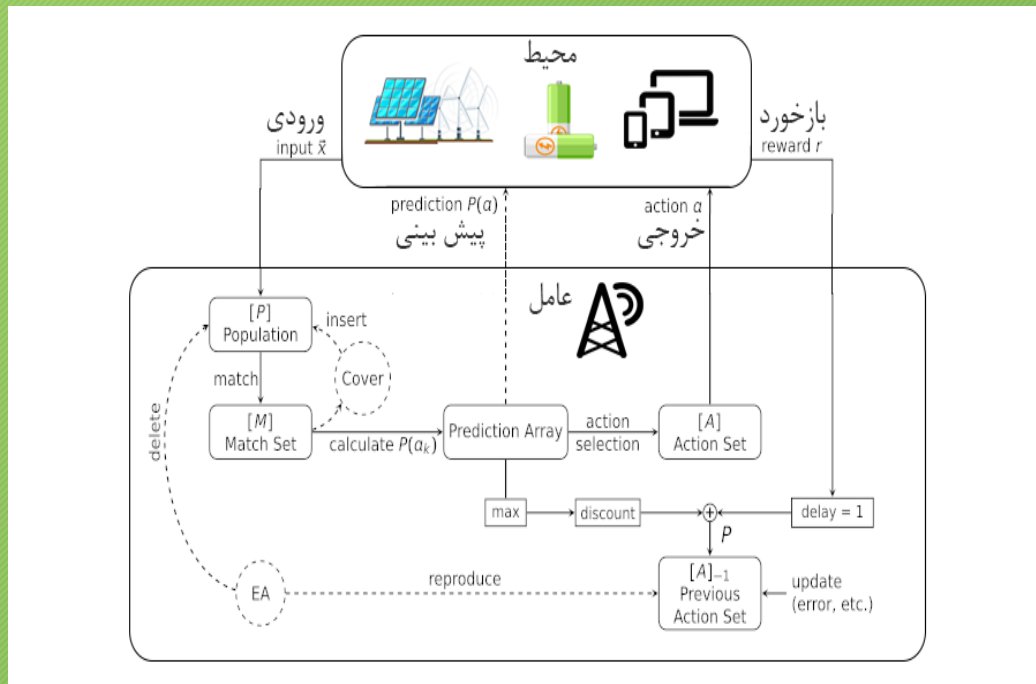 محیط
ورودی
input x⃗
بازخورد
reward r
prediction P(a)
پیش بینی
action a
خروجی
عامل
[P]
Population
insert
match
Cover
delete
[M]
Match Set
calculate P(aₖ)
Prediction Array
action
selection
[A]
Action Set
max
discount
+
delay = 1
P
EA
reproduce
[A]₋₁
Previous
Action Set
update
(error, etc.)